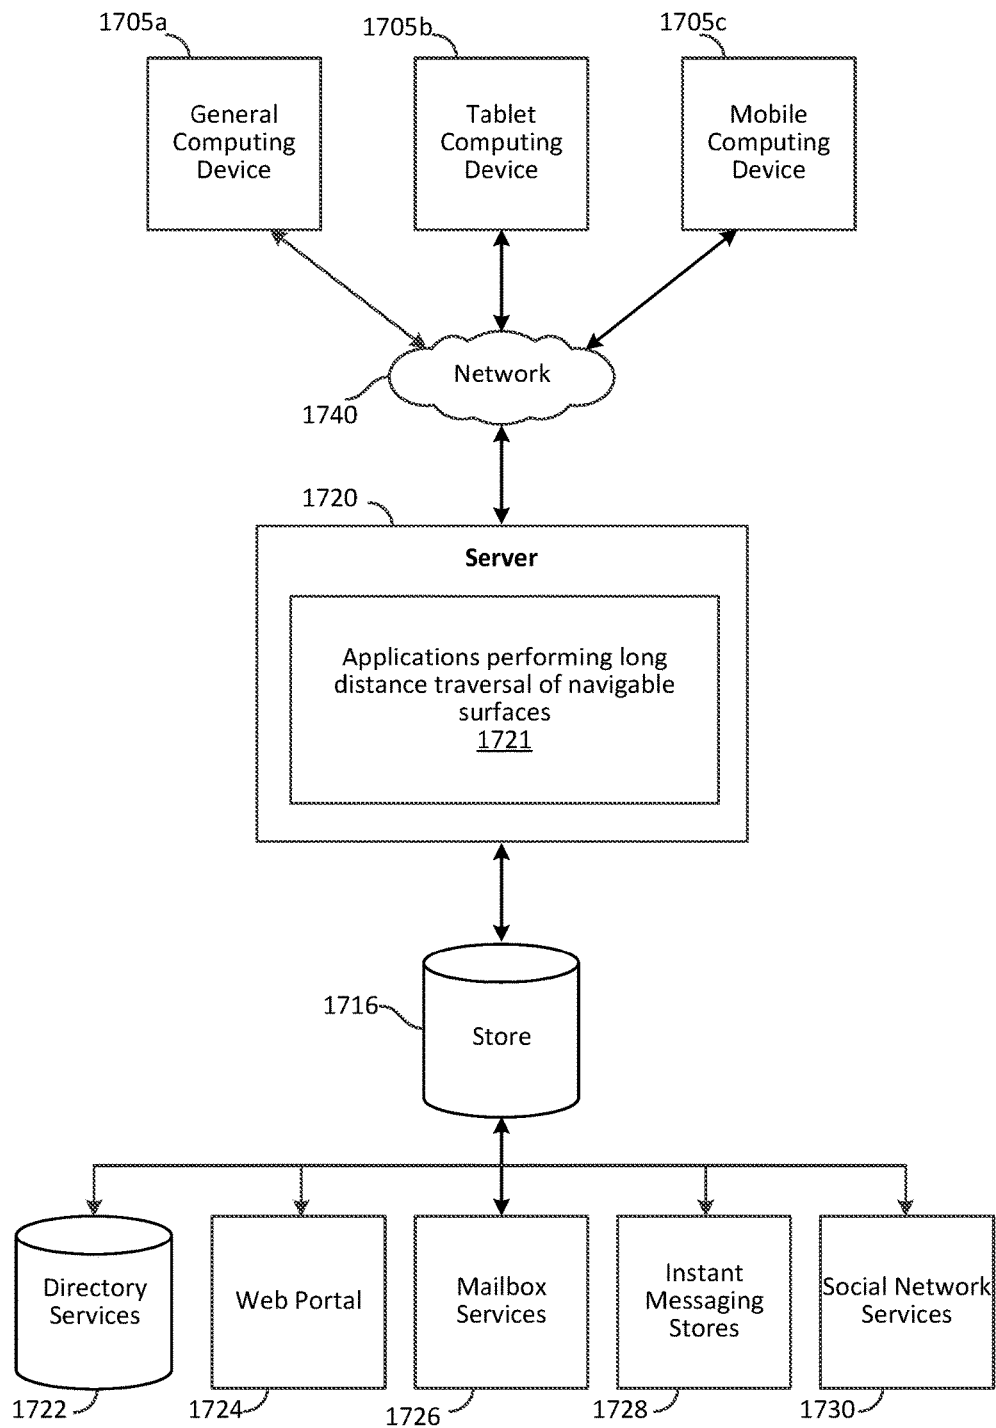 1705a
1705b
1705c
General
Computing
Device
Tablet
Computing
Device
Mobile
Computing
Device
Network
1740
1720
Server
Applications performing long
distance traversal of navigable
surfaces
1721
1716
Store
Directory
Services
Web Portal
Mailbox
Services
Instant
Messaging
Stores
Social Network
Services
1722
1724
1726
1728
1730